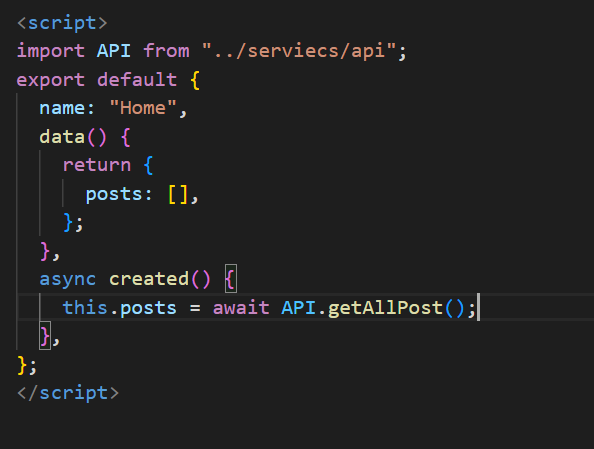 <script>
import API from "../serviecs/api";
export default {
  name: "Home",
  data() {
    return {
      posts: [],
    };
  },
  async created() {
    this.posts = await API.getAllPost();
  },
};
</script>